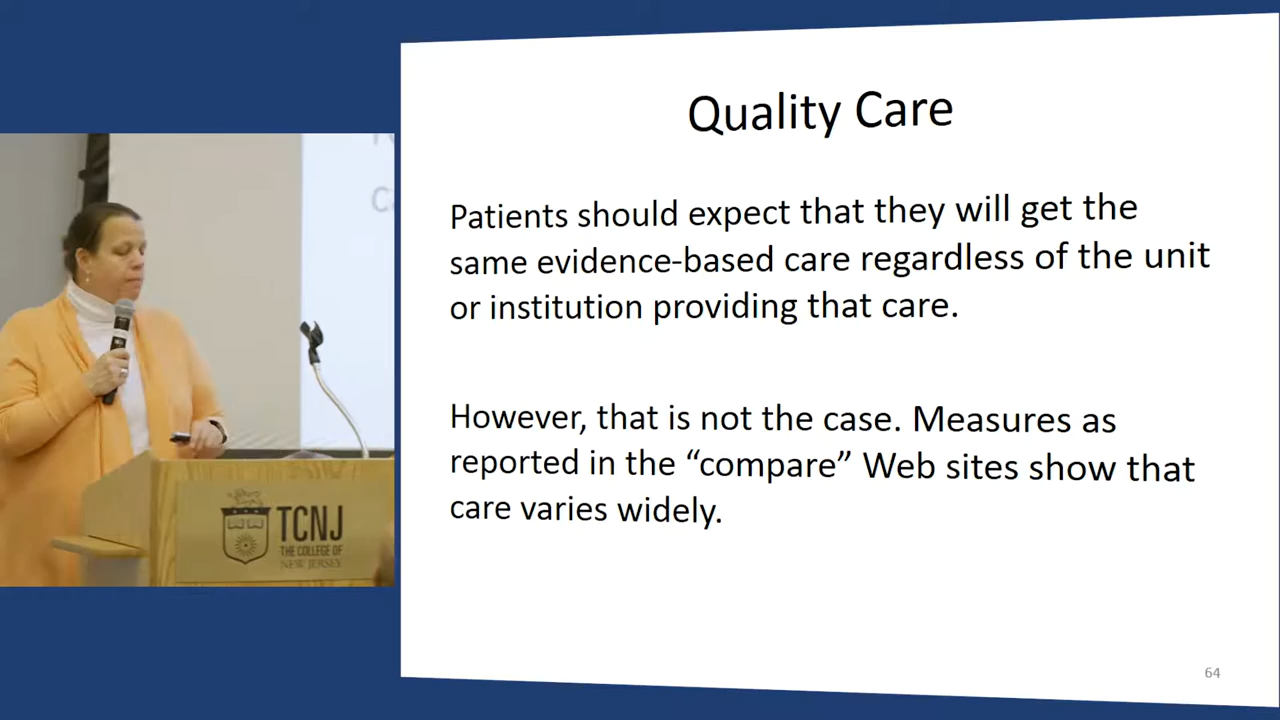 Quality Care
Patients should expect that they will get the
same evidence-based care regardless of the unit
or institution providing that care.
However, that is not the case. Measures as
reported in the “compare” Web sites show that
care varies widely.
64
TCNJ
THE COLLEGE OF
NEW JERSEY